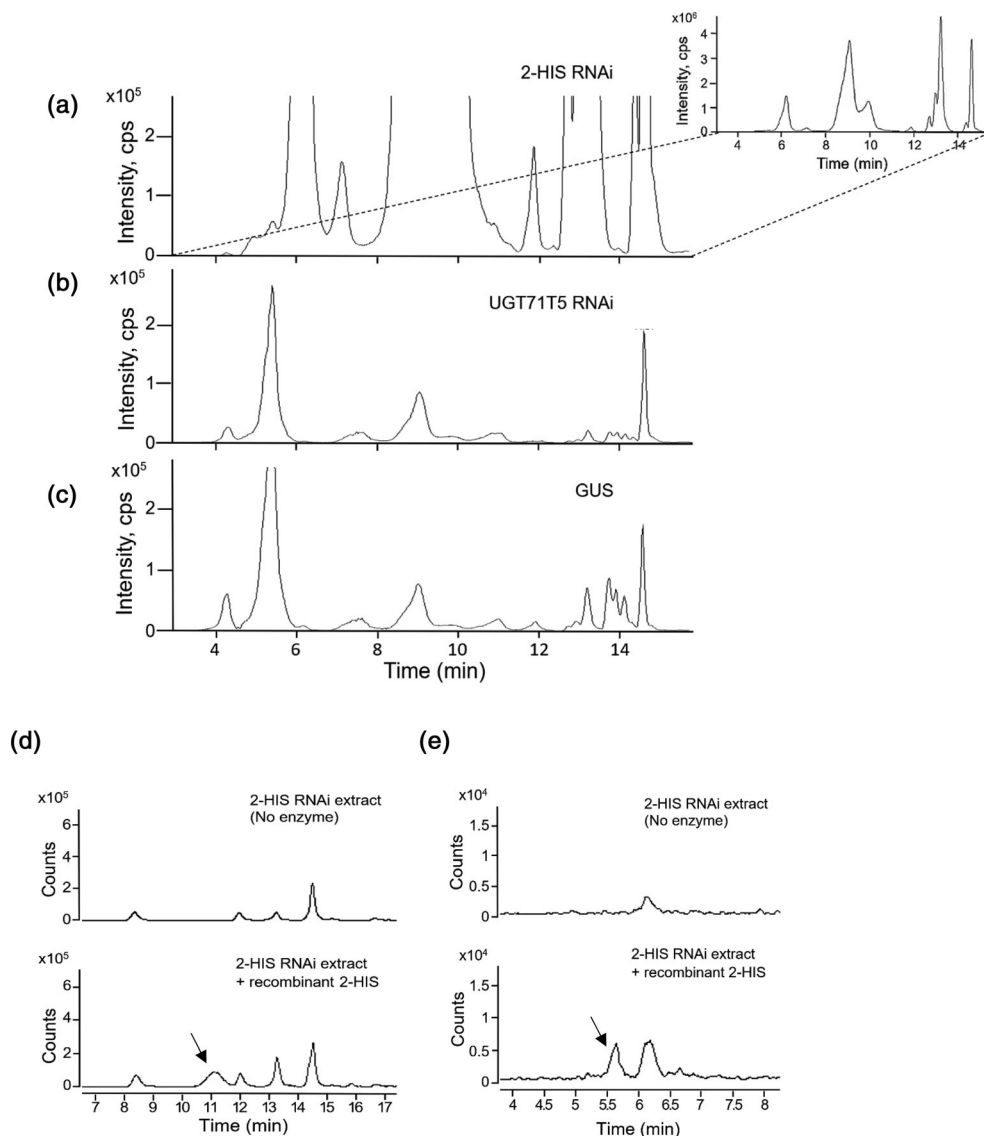 (a)
2-HIS RNAi
x10⁵
Intensity, cps
2
1
0
x10⁶
Intensity, cps
4
3
2
1
0
4 6 8 10 12 14
Time (min)
(b)
UGT71T5 RNAi
x10⁵
Intensity, cps
2
1
0
(c)
GUS
x10⁵
Intensity, cps
2
1
0
4 6 8 10 12 14
Time (min)
(d)
2-HIS RNAi extract
(No enzyme)
x10⁵
Counts
6
4
2
0
2-HIS RNAi extract
+ recombinant 2-HIS
x10⁵
Counts
6
4
2
0
7 8 9 10 11 12 13 14 15 16 17
Time (min)
(e)
2-HIS RNAi extract
(No enzyme)
x10⁴
Counts
1.5
1
0.5
0
2-HIS RNAi extract
+ recombinant 2-HIS
x10⁴
Counts
1.5
1
0.5
0
4 4.5 5 5.5 6 6.5 7 7.5 8
Time (min)